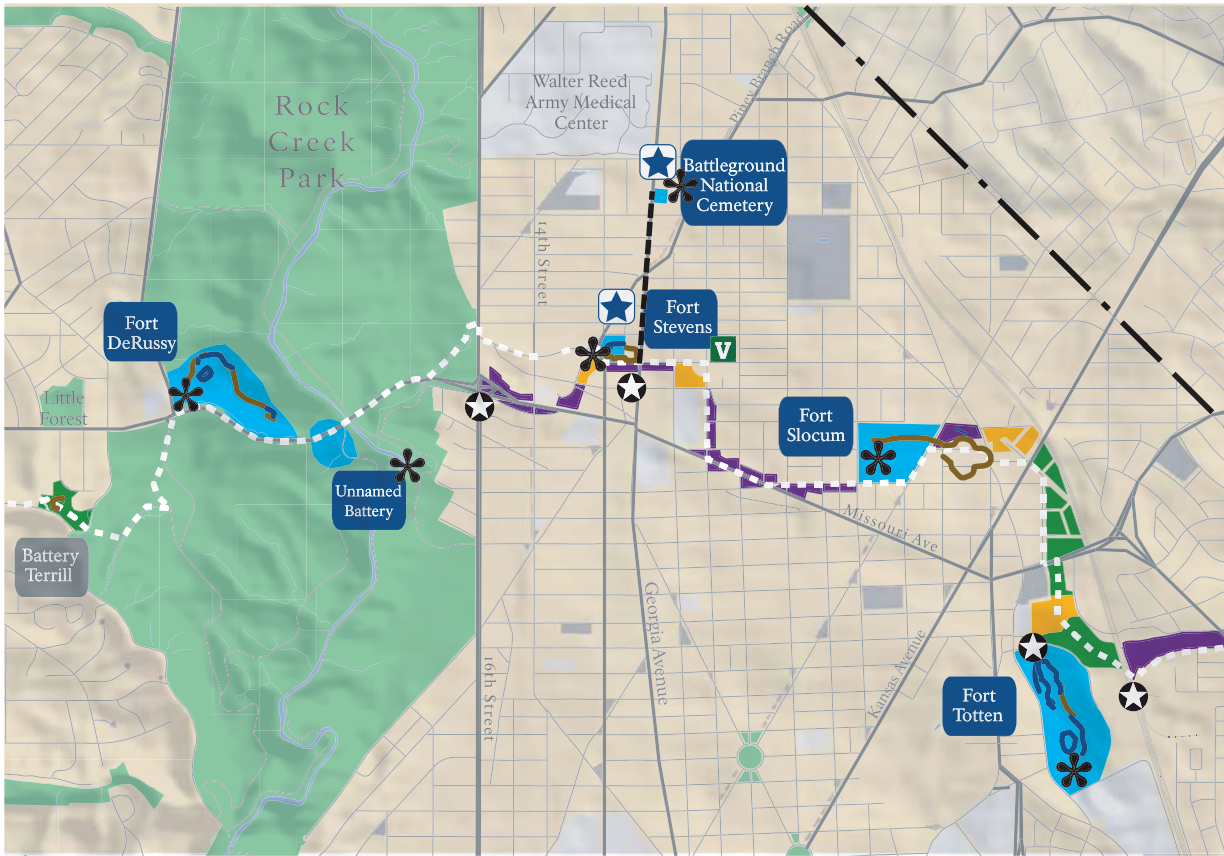 Rock
Creek
Park
Walter Reed
Army Medical
Center
Piney Branch Road
Battleground
National
Cemetery
14th Street
Fort
DeRussy
Fort
Stevens
V
Little
Forest
Fort
Slocum
Unnamed
Battery
Missouri Ave
Battery
Terrill
Georgia Avenue
16th Street
Kansas Avenue
Fort
Totten